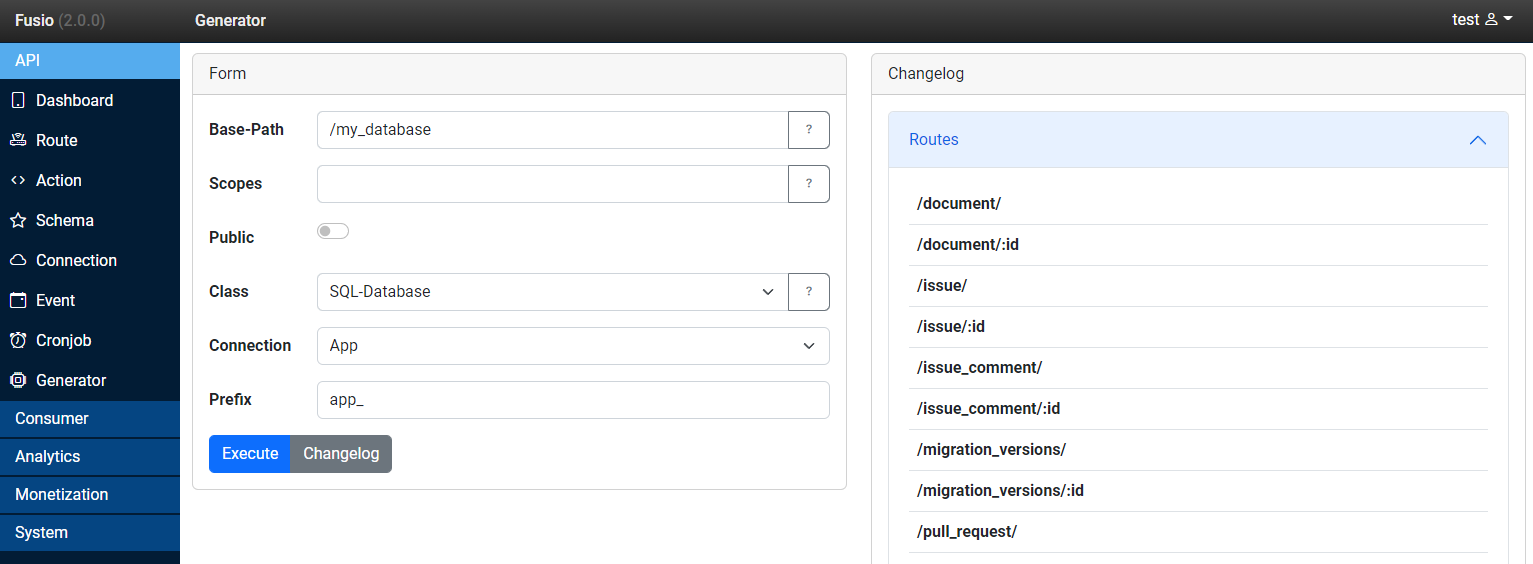 Fusio (2.0.0)
Generator
test
API
Dashboard
Route
Action
Schema
Connection
Event
Cronjob
Generator
Consumer
Analytics
Monetization
System
Form
Base-Path
/my_database
?
Scopes
?
Public
Class
SQL-Database
?
Connection
App
Prefix
app_
Execute
Changelog
Changelog
Routes
/document/
/document/:id
/issue/
/issue/:id
/issue_comment/
/issue_comment/:id
/migration_versions/
/migration_versions/:id
/pull_request/